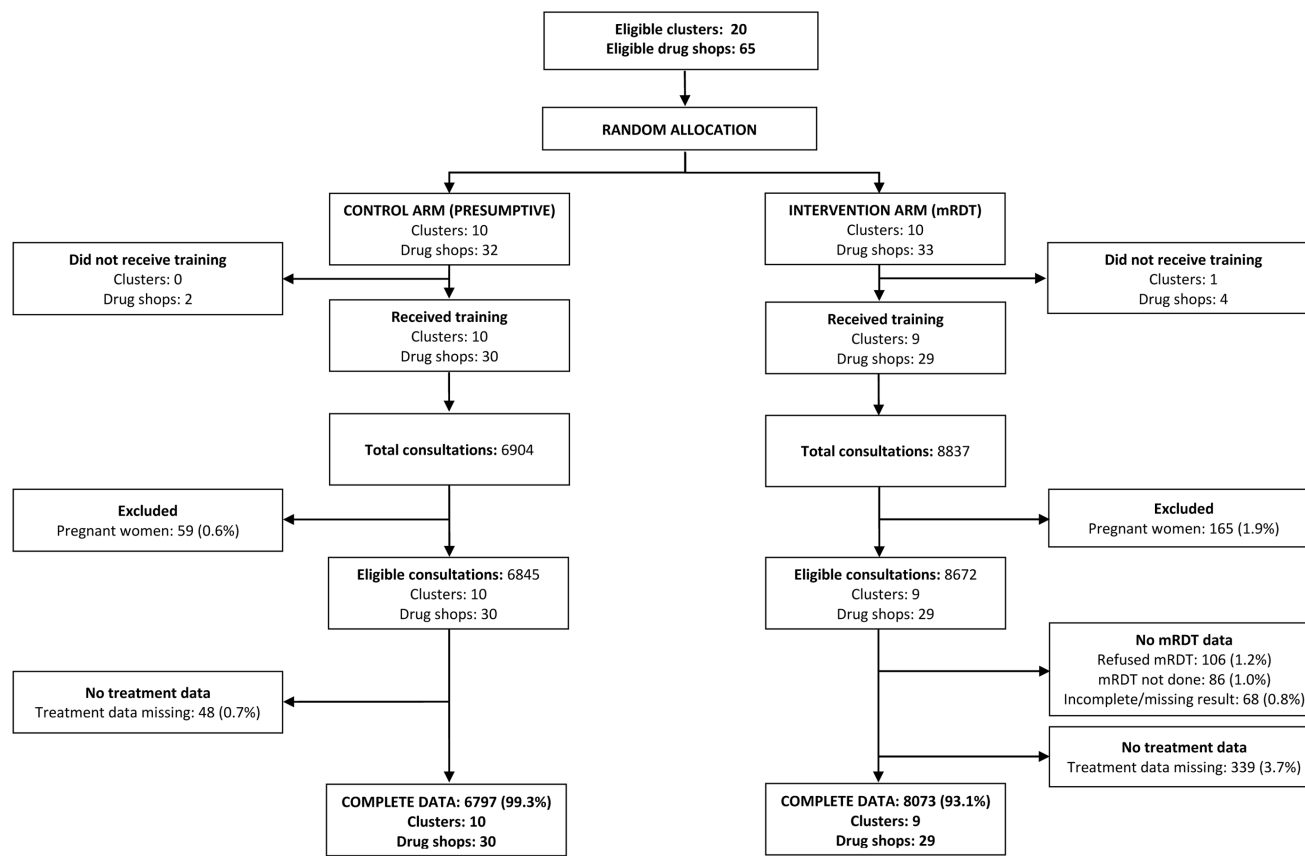 Eligible clusters: 20
Eligible drug shops: 65
RANDOM ALLOCATION
CONTROL ARM (PRESUMPTIVE)
Clusters: 10
Drug shops: 32
INTERVENTION ARM (mRDT)
Clusters: 10
Drug shops: 33
Did not receive training
Clusters: 0
Drug shops: 2
Did not receive training
Clusters: 1
Drug shops: 4
Received training
Clusters: 10
Drug shops: 30
Received training
Clusters: 9
Drug shops: 29
Total consultations: 6904
Total consultations: 8837
Excluded
Pregnant women: 59 (0.6%)
Excluded
Pregnant women: 165 (1.9%)
Eligible consultations: 6845
Clusters: 10
Drug shops: 30
Eligible consultations: 8672
Clusters: 9
Drug shops: 29
No mRDT data
Refused mRDT: 106 (1.2%)
mRDT not done: 86 (1.0%)
Incomplete/missing result: 68 (0.8%)
No treatment data
Treatment data missing: 48 (0.7%)
No treatment data
Treatment data missing: 339 (3.7%)
COMPLETE DATA: 6797 (99.3%)
Clusters: 10
Drug shops: 30
COMPLETE DATA: 8073 (93.1%)
Clusters: 9
Drug shops: 29